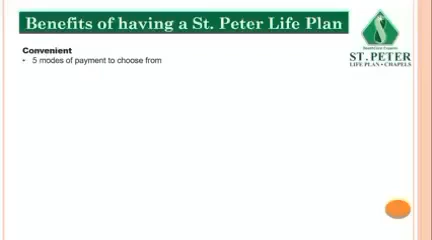 Benefits of having a St. Peter Life Plan
Convenient
• 5 modes of payment to choose from
ST. PETER
LIFE PLAN • CHAPELS